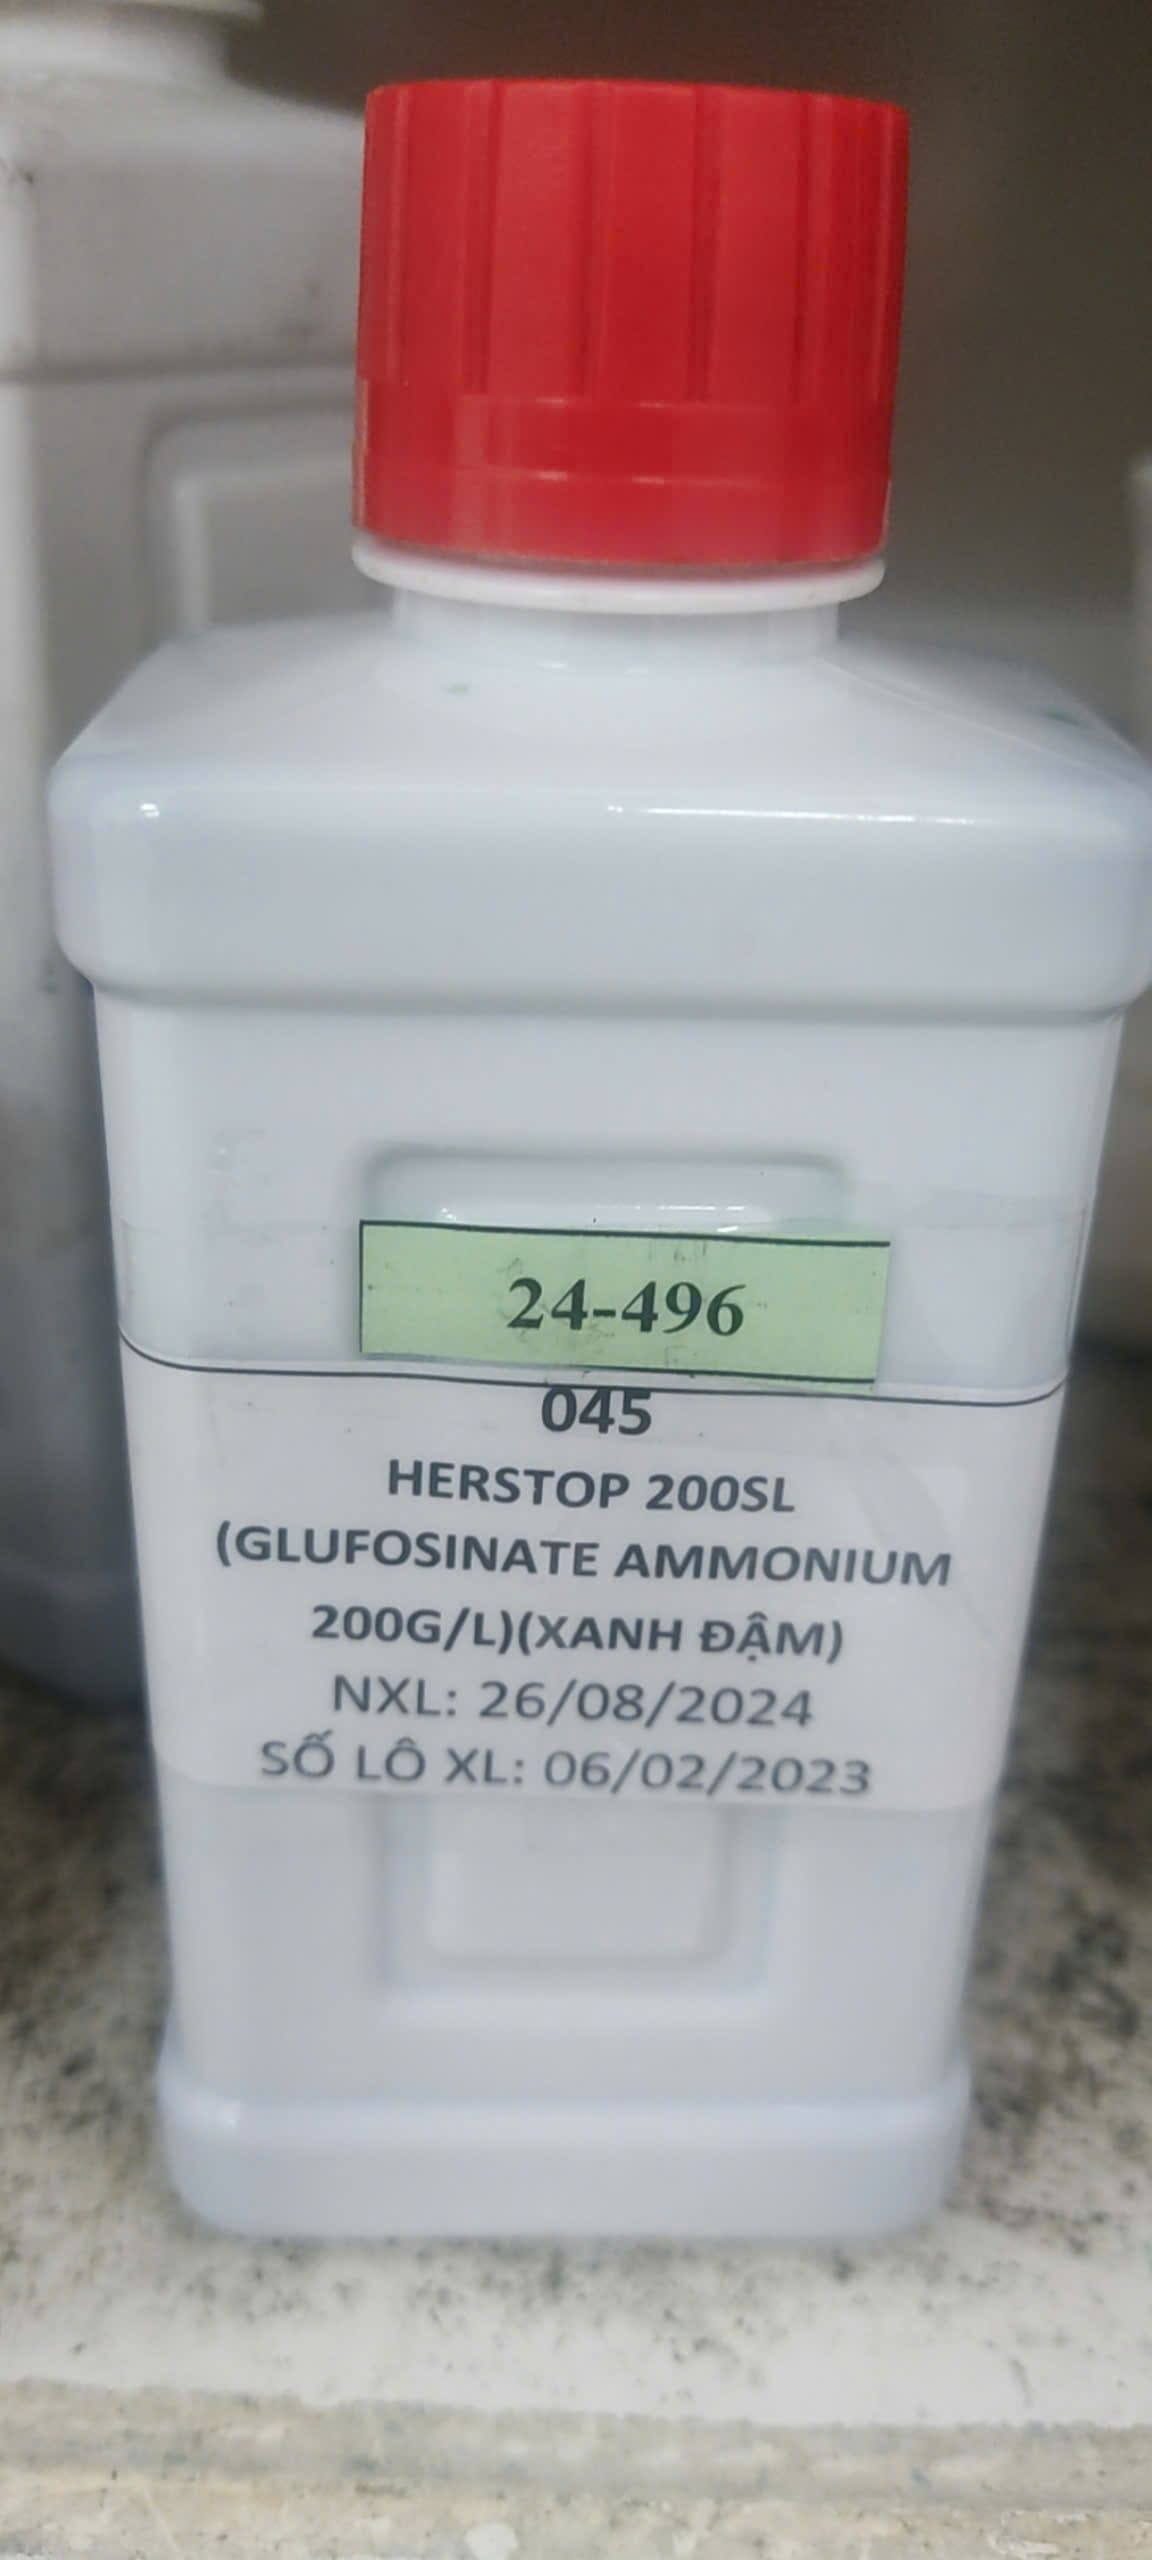 24-496
045
HERSTOP 200SL
(GLUFOSINATE AMMONIUM
200G/L)(XANH ĐẬM)
NXL: 26/08/2024
SỐ LÔ XL: 06/02/2023